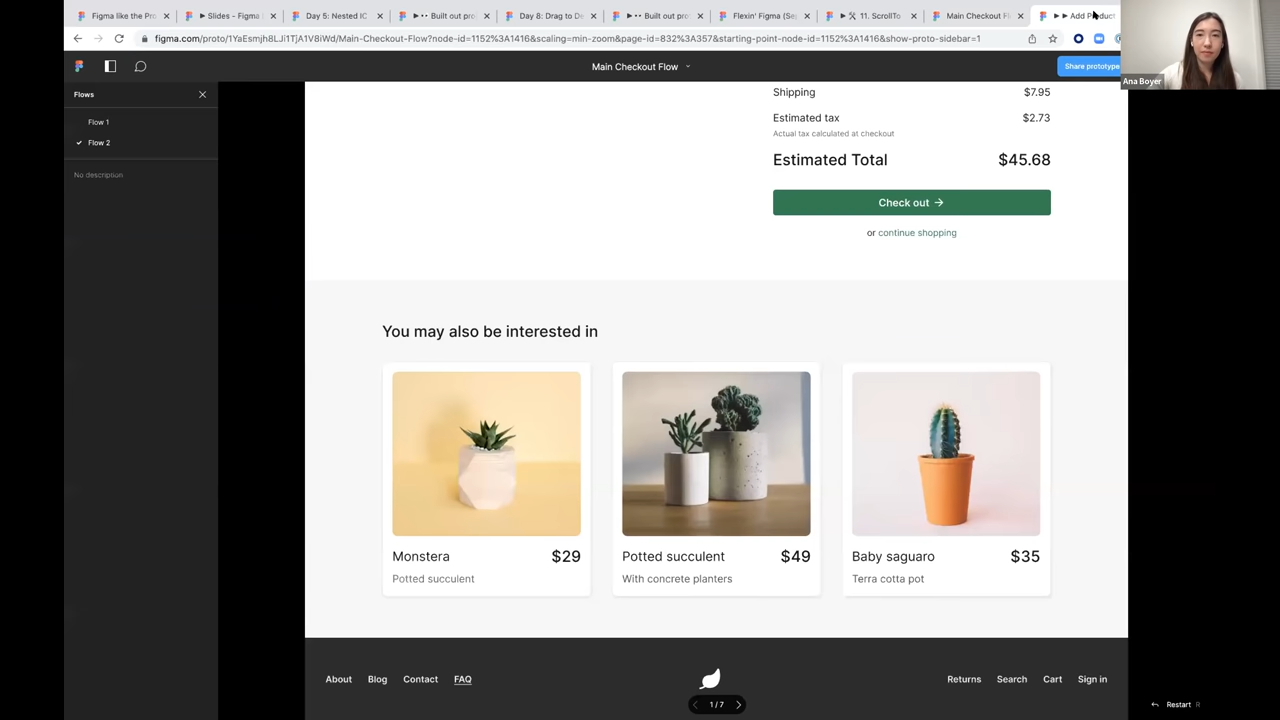 Figma like the Pro
▶ Slides - Figma
Day 5: Nested IC
Built out pro
Day 8: Drag to De
Built out pro
Flexin' Figma (Se
11. ScrollTo
Main Checkout Fl
▶ ▶ Add Product
figma.com/proto/1YaEsmjh8LJi1TjA1V8iWd/Main-Checkout-Flow?node-id=1152%3A1416&scaling=min-zoom&page-id=832%3A357&starting-point-node-id=1152%3A1416&show-proto-sidebar=1
Main Checkout Flow
Share prototype
Ana Boyer
Flows
Flow 1
Flow 2
No description
Shipping $7.95
Estimated tax $2.73
Actual tax calculated at checkout
Estimated Total $45.68
Check out →
or continue shopping
You may also be interested in
Monstera $29
Potted succulent
Potted succulent $49
With concrete planters
Baby saguaro $35
Terra cotta pot
About Blog Contact FAQ
Returns Search Cart Sign in
1 / 7
Restart R